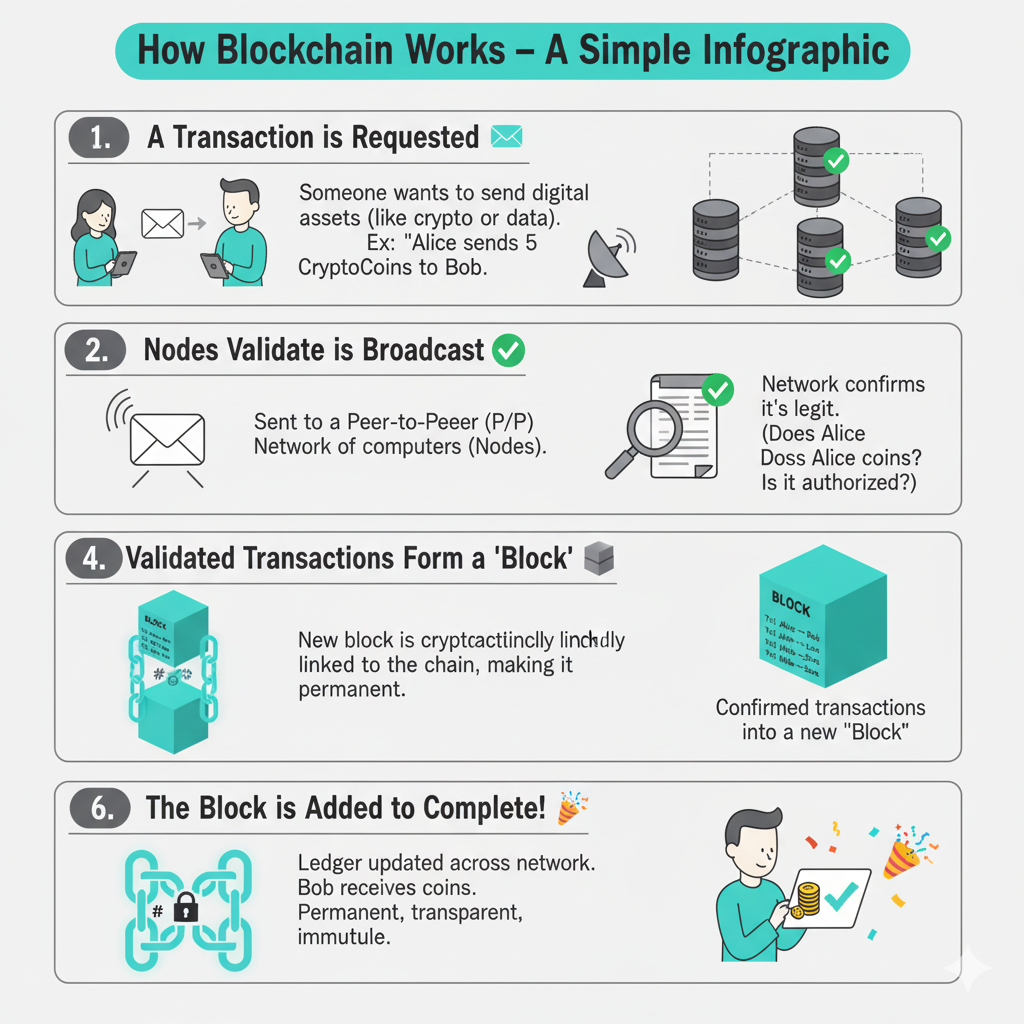 How Blockchain Works – A Simple Infographic
1. A Transaction is Requested
Someone wants to send digital
assets (like crypto or data).
Ex: "Alice sends 5
CryptoCoins to Bob.
2. Nodes Validate is Broadcast
Sent to a Peer-to-Peeer (P/P)
Network of computers (Nodes).
Network confirms
it's legit.
(Does Alice
Doss Alice coins?
Is it authorized?)
4. Validated Transactions Form a 'Block'
BLOCK
#
New block is
linked to the chain, making it
permanent.
BLOCK
Confirmed transactions
into a new "Block"
6. The Block is Added to Complete!
#
Ledger updated across network.
Bob receives coins.
Permanent, transparent,
immutule.